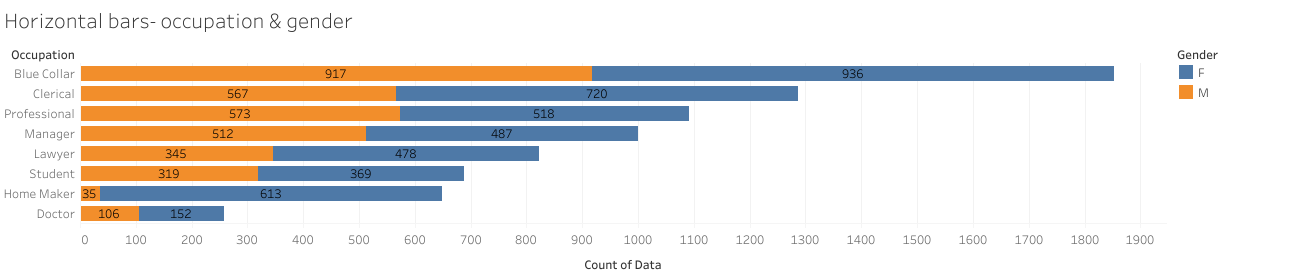 Horizontal bars- occupation & gender
Occupation
Gender
Blue Collar 917 936
F
Clerical 567 720
M
Professional 573 518
Manager 512 487
Lawyer 345 478
Student 319 369
Home Maker 35 613
Doctor 106 152
0 100 200 300 400 500 600 700 800 900 1000 1100 1200 1300 1400 1500 1600 1700 1800 1900
Count of Data